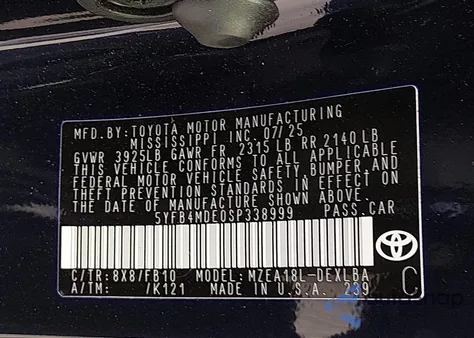 MFD.BY:TOYOTA MOTOR MANUFACTURING
MISSISSIPPI INC. 07/25
GVWR 3925LB GAWR FR 2315 LB RR 2140 LB
THIS VEHICLE CONFORMS TO ALL APPLICABLE
FEDERAL MOTOR VEHICLE SAFETY, BUMPER, AND
THEFT PREVENTION STANDARDS IN EFFECT ON
THE DATE OF MANUFACTURE SHOWN ABOVE.
5YFB4MDE0SP338999 PASS.CAR
C/TR:8X8/FB10 MODEL: MZEA18L-DEXLBA
A/TM: /K121 MADE IN U.S.A. 239 C